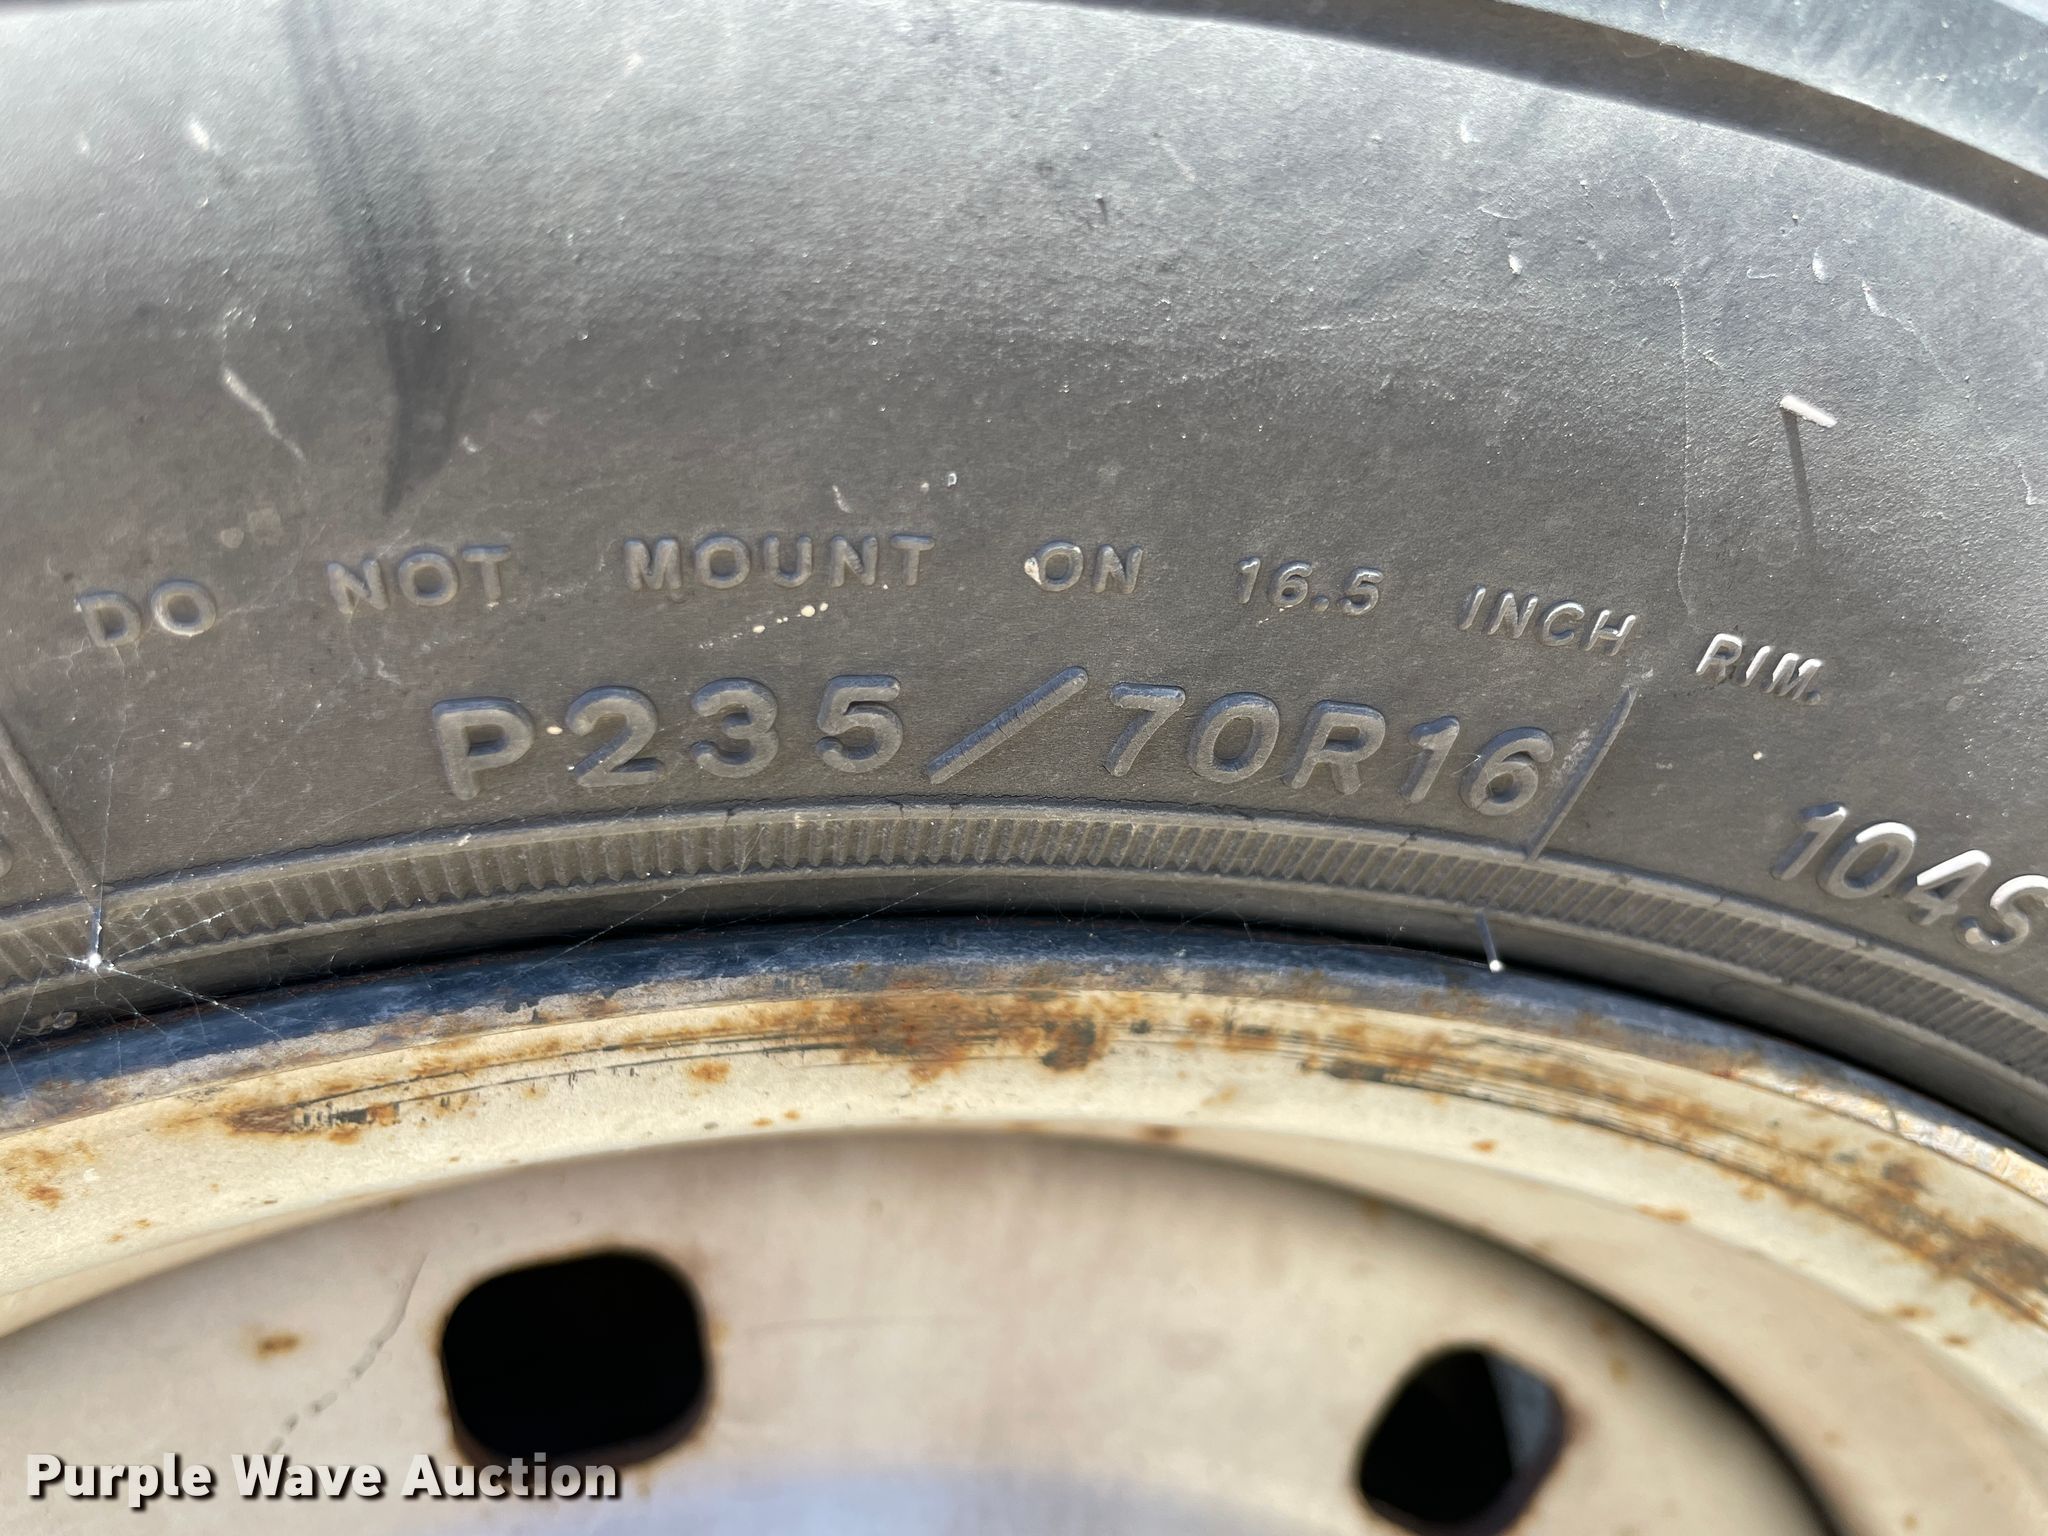 DO NOT MOUNT ON 16.5 INCH RIM.
P235/70R16
104S
Purple Wave Auction